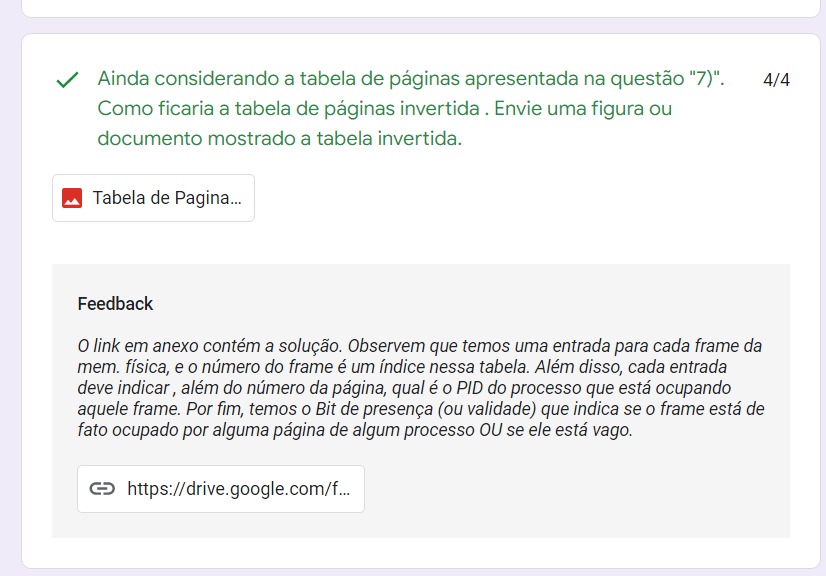 Ainda considerando a tabela de páginas apresentada na questão "7)".
4/4
Como ficaria a tabela de páginas invertida . Envie uma figura ou
documento mostrado a tabela invertida.
Tabela de Pagina...
Feedback
O link em anexo contém a solução. Observem que temos uma entrada para cada frame da
mem. física, e o número do frame é um índice nessa tabela. Além disso, cada entrada
deve indicar , além do número da página, qual é o PID do processo que está ocupando
aquele frame. Por fim, temos o Bit de presença (ou validade) que indica se o frame está de
fato ocupado por alguma página de algum processo OU se ele está vago.
https://drive.google.com/f...